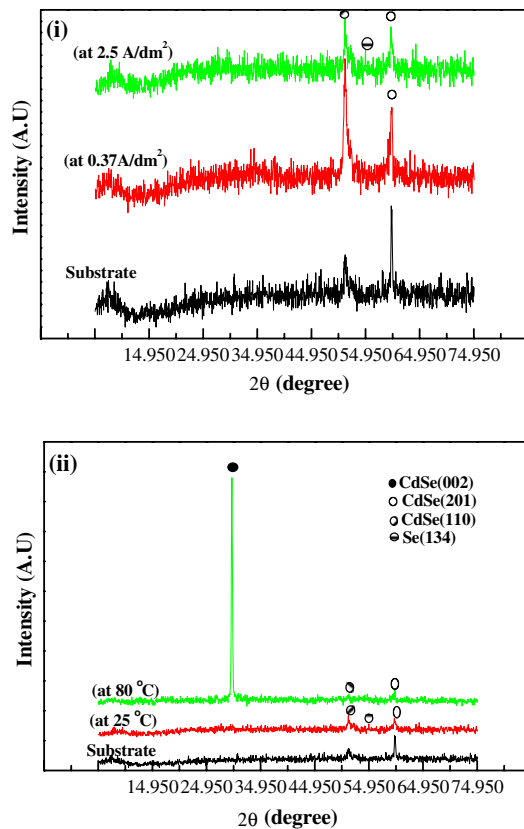 (i)
(at 2.5 A/dm²)
(at 0.37A/dm²)
Substrate
Intensity (A.U)
14.950 24.950 34.950 44.950 54.950 64.950 74.950
2θ (degree)
(ii)
CdSe(002)
CdSe(201)
CdSe(110)
Se(134)
(at 80 °C)
(at 25 °C)
Substrate
Intensity (A.U)
14.950 24.950 34.950 44.950 54.950 64.950 74.950
2θ (degree)